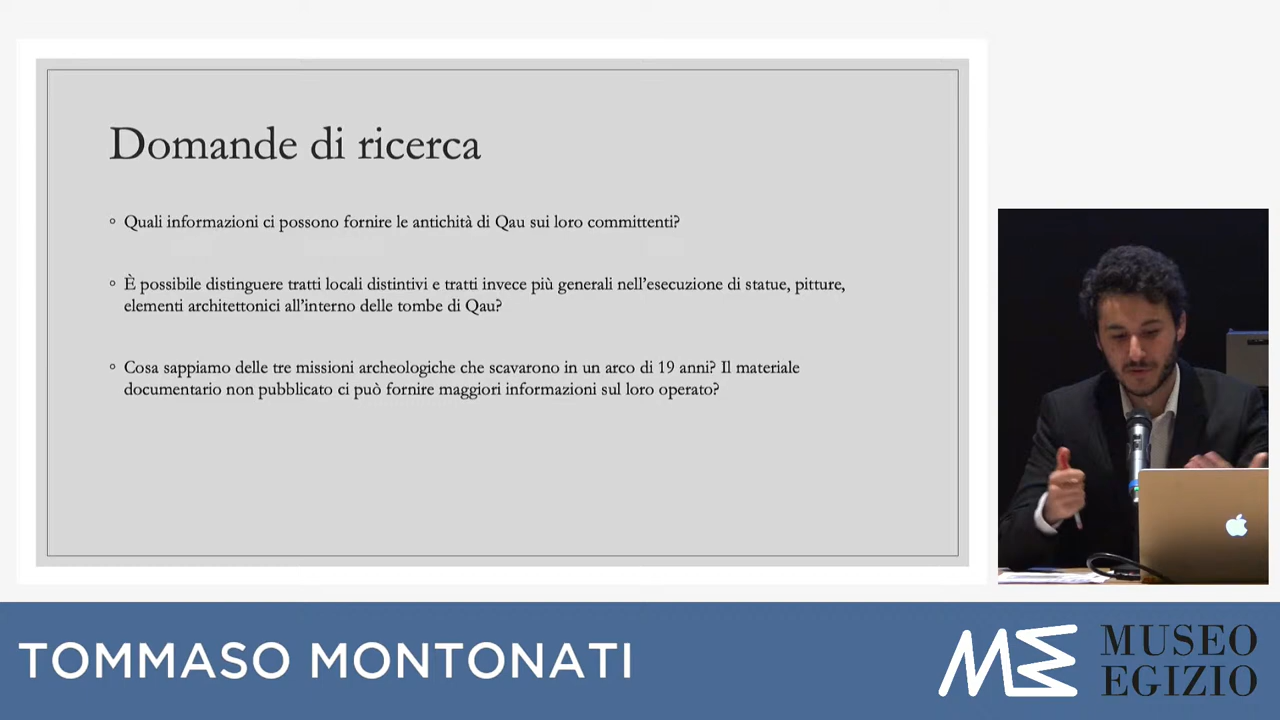 Domande di ricerca
Quali informazioni ci possono fornire le antichità di Qau sui loro committenti?
È possibile distinguere tratti locali distintivi e tratti invece più generali nell'esecuzione di statue, pitture,
elementi architettonici all'interno delle tombe di Qau?
Cosa sappiamo delle tre missioni archeologiche che scavarono in un arco di 19 anni? Il materiale
documentario non pubblicato ci può fornire maggiori informazioni sul loro operato?
TOMMASO MONTONATI
ME
MUSEO
EGIZIO